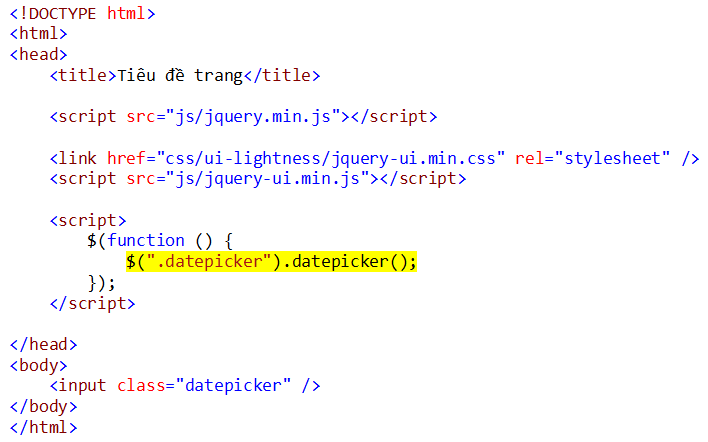 <!DOCTYPE html>
<html>
<head>
    <title>Tiêu đề trang</title>

    <script src="js/jquery.min.js"></script>

    <link href="css/ui-lightness/jquery-ui.min.css" rel="stylesheet" />
    <script src="js/jquery-ui.min.js"></script>

    <script>
        $(function () {
            $(".datepicker").datepicker();
        });
    </script>

</head>
<body>
    <input class="datepicker" />
</body>
</html>